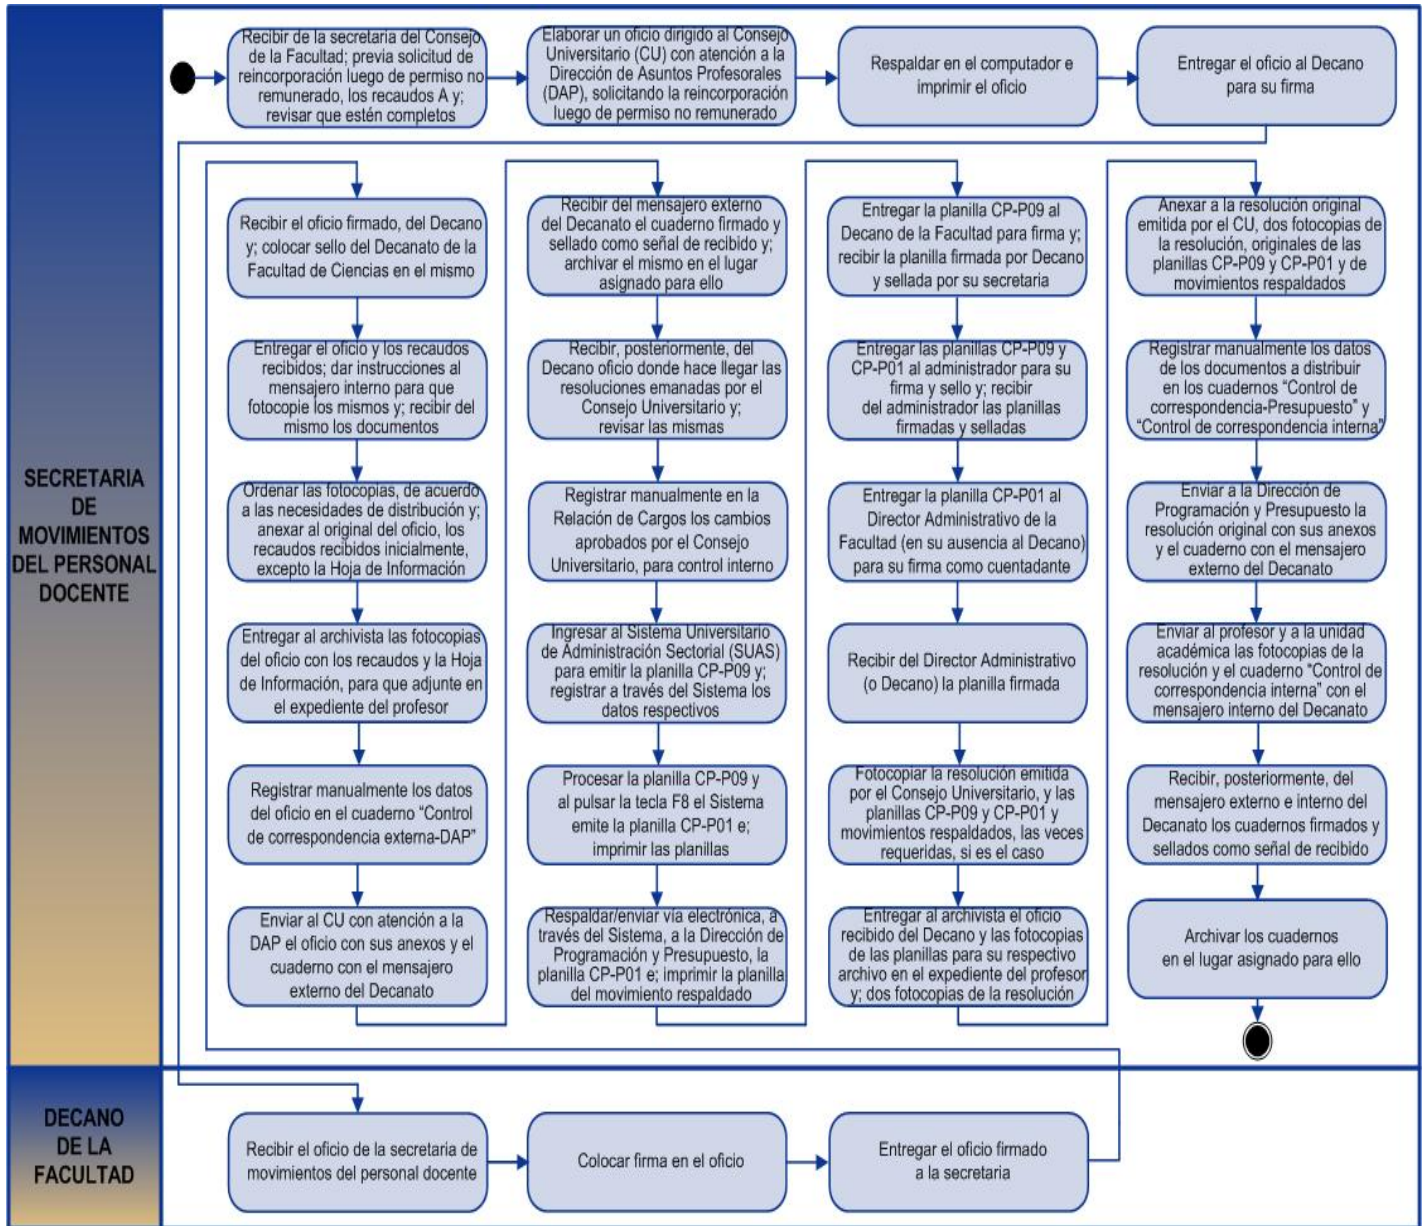 Recibir de la secretaria del Consejo
de la Facultad; previa solicitud de
reincorporación luego de permiso no
remunerado, los recaudos A y;
revisar que estén completos
Elaborar un oficio dirigido al Consejo
Universitario (CU) con atención a la
Dirección de Asuntos Profesorales
(DAP), solicitando la reincorporación
luego de permiso no remunerado
Respaldar en el computador e
imprimir el oficio
Entregar el oficio al Decano
para su firma
SECRETARIA
DE
MOVIMIENTOS
DEL PERSONAL
DOCENTE
Recibir el oficio firmado, del Decano
y; colocar sello del Decanato de la
Facultad de Ciencias en el mismo
Entregar el oficio y los recaudos
recibidos; dar instrucciones al
mensajero interno para que
fotocopie los mismos y; recibir del
mismo los documentos
Ordenar las fotocopias, de acuerdo
a las necesidades de distribución y;
anexar al original del oficio, los
recaudos recibidos inicialmente,
excepto la Hoja de Información
Entregar al archivista las fotocopias
del oficio con los recaudos y la Hoja
de Información, para que adjunte en
el expediente del profesor
Registrar manualmente los datos
del oficio en el cuaderno “Control
de correspondencia externa-DAP”
Enviar al CU con atención a la
DAP el oficio con sus anexos y el
cuaderno con el mensajero
externo del Decanato
Recibir del mensajero externo
del Decanato el cuaderno firmado y
sellado como señal de recibido y;
archivar el mismo en el lugar
asignado para ello
Recibir, posteriormente, del
Decano oficio donde hace llegar las
resoluciones emanadas por el
Consejo Universitario y;
revisar las mismas
Registrar manualmente en la
Relación de Cargos los cambios
aprobados por el Consejo
Universitario, para control interno
Ingresar al Sistema Universitario
de Administración Sectorial (SUAS)
para emitir la planilla CP-P09 y;
registrar a través del Sistema los
datos respectivos
Procesar la planilla CP-P09 y
al pulsar la tecla F8 el Sistema
emite la planilla CP-P01 e;
imprimir las planillas
Respaldar/enviar vía electrónica, a
través del Sistema, a la Dirección de
Programación y Presupuesto, la
planilla CP-P01 e; imprimir la planilla
del movimiento respaldado
Entregar la planilla CP-P09 al
Decano de la Facultad para firma y;
recibir la planilla firmada por Decano
y sellada por su secretaria
Entregar las planillas CP-P09 y
CP-P01 al administrador para su
firma y sello y; recibir
del administrador las planillas
firmadas y selladas
Entregar la planilla CP-P01 al
Director Administrativo de la
Facultad (en su ausencia al Decano)
para su firma como cuentadante
Recibir del Director Administrativo
(o Decano) la planilla firmada
Fotocopiar la resolución emitida
por el Consejo Universitario, y las
planillas CP-P09 y CP-P01 y
movimientos respaldados, las veces
requeridas, si es el caso
Entregar al archivista el oficio
recibido del Decano y las fotocopias
de las planillas para su respectivo
archivo en el expediente del profesor
y; dos fotocopias de la resolución
Anexar a la resolución original
emitida por el CU, dos fotocopias de
la resolución, originales de las
planillas CP-P09 y CP-P01 y de
movimientos respaldados
Registrar manualmente los datos
de los documentos a distribuir
en los cuadernos “Control de
correspondencia-Presupuesto” y
“Control de correspondencia interna”
Enviar a la Dirección de
Programación y Presupuesto
la resolución original con sus anexos
y el cuaderno con el mensajero
externo del Decanato
Enviar al profesor y a la unidad
académica las fotocopias de la
resolución y el cuaderno “Control de
correspondencia interna” con el
mensajero interno del Decanato
Recibir, posteriormente, del
mensajero externo e interno del
Decanato los cuadernos firmados y
sellados como señal de recibido
Archivar los cuadernos
en el lugar asignado para ello
DECANO
DE LA
FACULTAD
Recibir el oficio de la secretaria de
movimientos del personal docente
Colocar firma en el oficio
Entregar el oficio firmado
a la secretaria